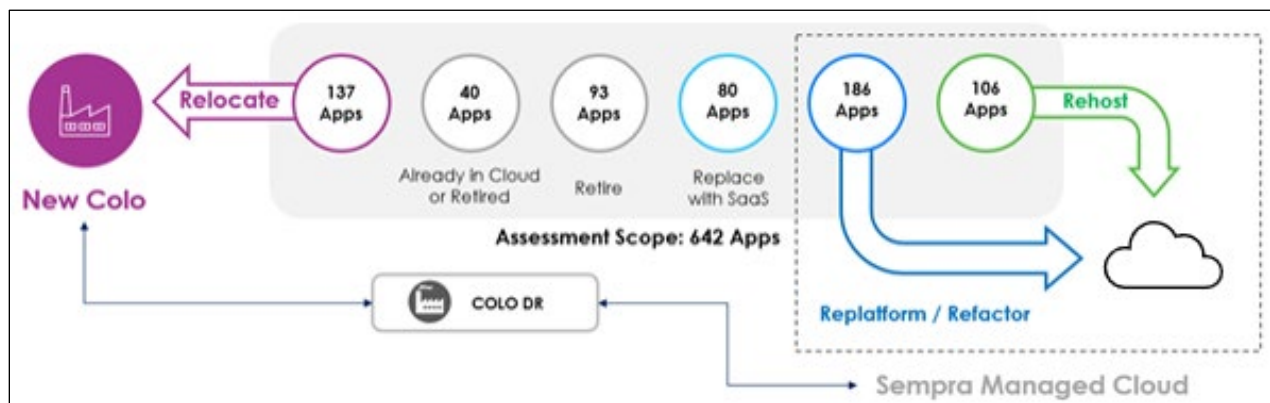 137
Apps
40
Apps
93
Apps
80
Apps
186
Apps
106
Apps
Relocate
Rehost
Already in Cloud
or Retired
Retire
Replace
with SaaS
New Colo
Assessment Scope: 642 Apps
COLO DR
Replatform / Refactor
Sempra Managed Cloud